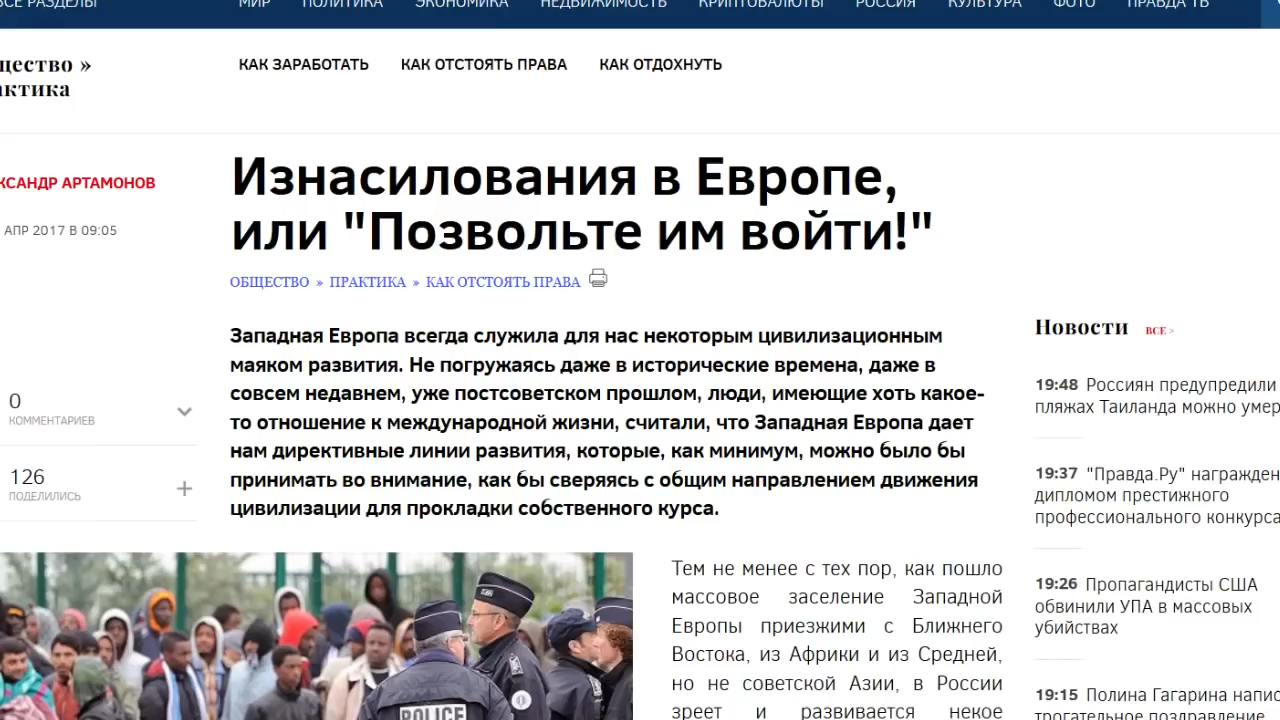 ВСЕ РАЗДЕЛЫ МИР ПОЛИТИКА ЭКОНОМИКА НЕДВИЖИМОСТЬ КРИПТОВАЛЮТЫ РОССИЯ КУЛЬТУРА ФОТО ПРАВДА ТВ
щество »
актика
КАК ЗАРАБОТАТЬ КАК ОТСТОЯТЬ ПРАВА КАК ОТДОХНУТЬ
КСАНДР АРТАМОНОВ
АПР 2017 В 09:05
0
КОММЕНТАРИЕВ
126
ПОДЕЛИЛИСЬ
Изнасилования в Европе,
или "Позвольте им войти!"
ОБЩЕСТВО » ПРАКТИКА » КАК ОТСТОЯТЬ ПРАВА
Западная Европа всегда служила для нас некоторым цивилизационным
маяком развития. Не погружаясь даже в исторические времена, даже в
совсем недавнем, уже постсоветском прошлом, люди, имеющие хоть какое-
то отношение к международной жизни, считали, что Западная Европа дает
нам директивные линии развития, которые, как минимум, можно было бы
принимать во внимание, как бы сверяясь с общим направлением движения
цивилизации для прокладки собственного курса.
POLICE
Тем не менее с тех пор, как пошло
массовое заселение Западной
Европы приезжими с Ближнего
Востока, из Африки и из Средней,
но не советской Азии, в России
зреет и развивается некое
Новости ВСЕ >
19:48 Россиян предупредили
пляжах Таиланда можно умер
19:37 "Правда.Ру" награжден
дипломом престижного
профессионального конкурса
19:26 Пропагандисты США
обвинили УПА в массовых
убийствах
19:15 Полина Гагарина напис
трогательное поздравление